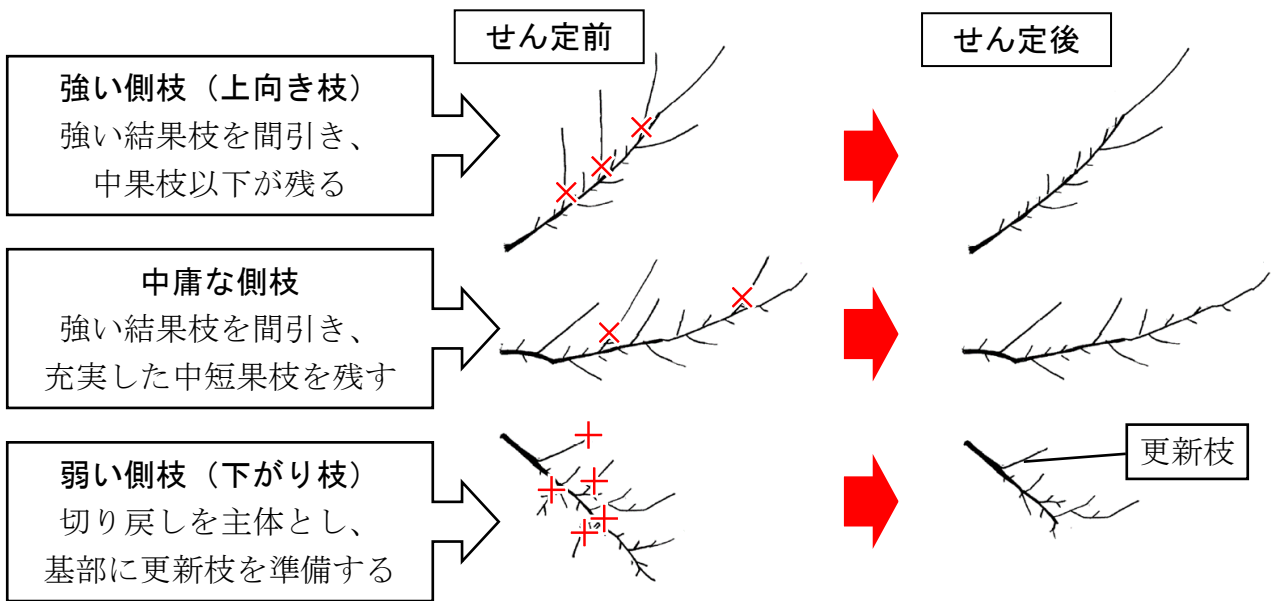 せん定前
せん定後
強い側枝（上向き枝）
強い結果枝を間引き、
中果枝以下が残る
中庸な側枝
強い結果枝を間引き、
充実した中短果枝を残す
弱い側枝（下がり枝）
切り戻しを主体とし、
基部に更新枝を準備する
更新枝